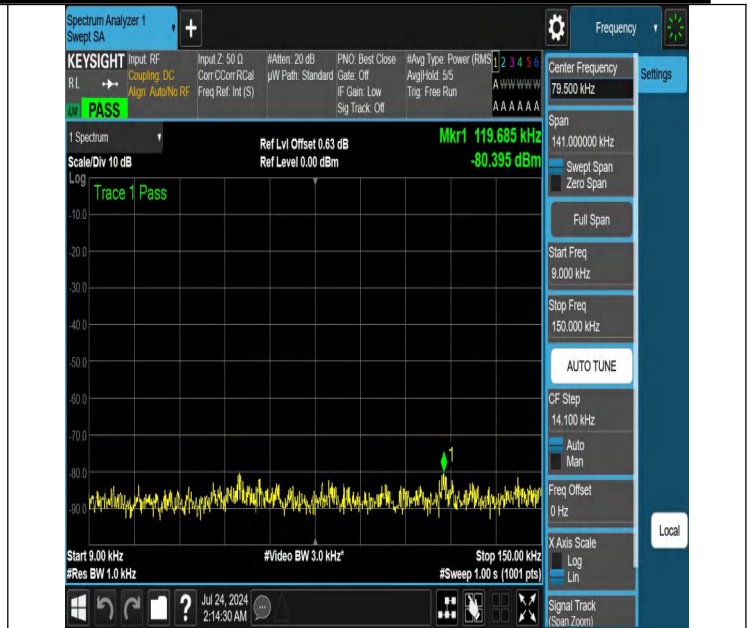 Spectrum Analyzer 1
Swept SA
+
Frequency
KEYSIGHT
RL
PASS
Input: RF
Coupling: DC
Align: Auto/No RF
Input Z: 50 Ω
Corr CCorr RCal
Freq Ref: Int (S)
#Atten: 20 dB
µW Path: Standard
PNO: Best Close
Gate: Off
IF Gain: Low
Sig Track: Off
#Avg Type: Power (RMS
Avg|Hold: 5/5
Trig: Free Run
1 2 3 4 5 6
A W W W W W
A A A A A A
1 Spectrum
Scale/Div 10 dB
Log
Ref Lvl Offset 0.63 dB
Ref Level 0.00 dBm
Mkr1 119.685 kHz
-80.395 dBm
Trace 1 Pass
-10.0
-20.0
-30.0
-40.0
-50.0
-60.0
-70.0
-80.0
-90.0
1
Start 9.00 kHz
#Res BW 1.0 kHz
#Video BW 3.0 kHz*
Stop 150.00 kHz
#Sweep 1.00 s (1001 pts)
?
Jul 24, 2024
2:14:30 AM
Center Frequency
79.500 kHz
Span
141.000000 kHz
Swept Span
Zero Span
Full Span
Start Freq
9.000 kHz
Stop Freq
150.000 kHz
AUTO TUNE
CF Step
14.100 kHz
Auto
Man
Freq Offset
0 Hz
X Axis Scale
Log
Lin
Signal Track
(Span Zoom)
Settings
Local